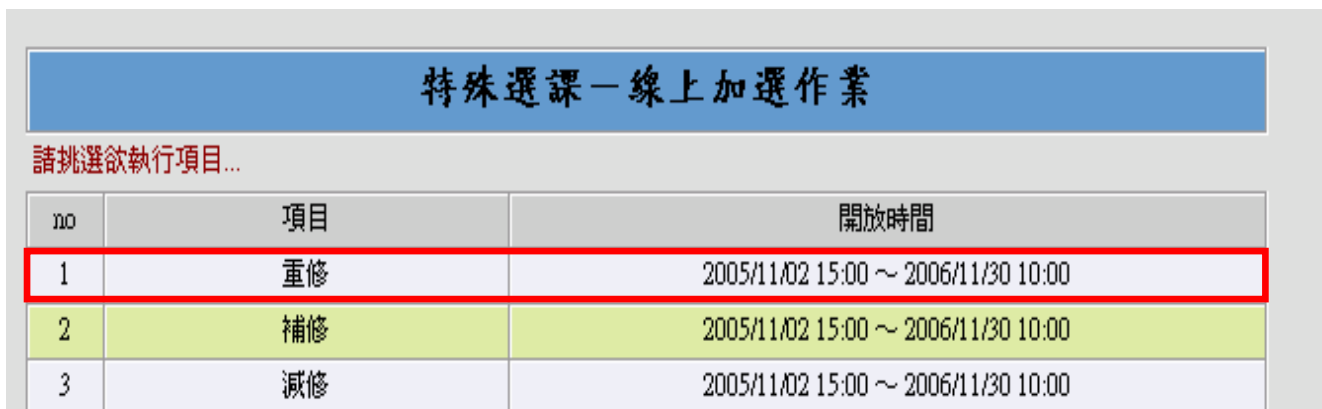 特殊選課－線上加選作業
請挑選欲執行項目...
no 項目 開放時間
1 重修 2005/11/02 15:00 ～ 2006/11/30 10:00
2 補修 2005/11/02 15:00 ～ 2006/11/30 10:00
3 減修 2005/11/02 15:00 ～ 2006/11/30 10:00